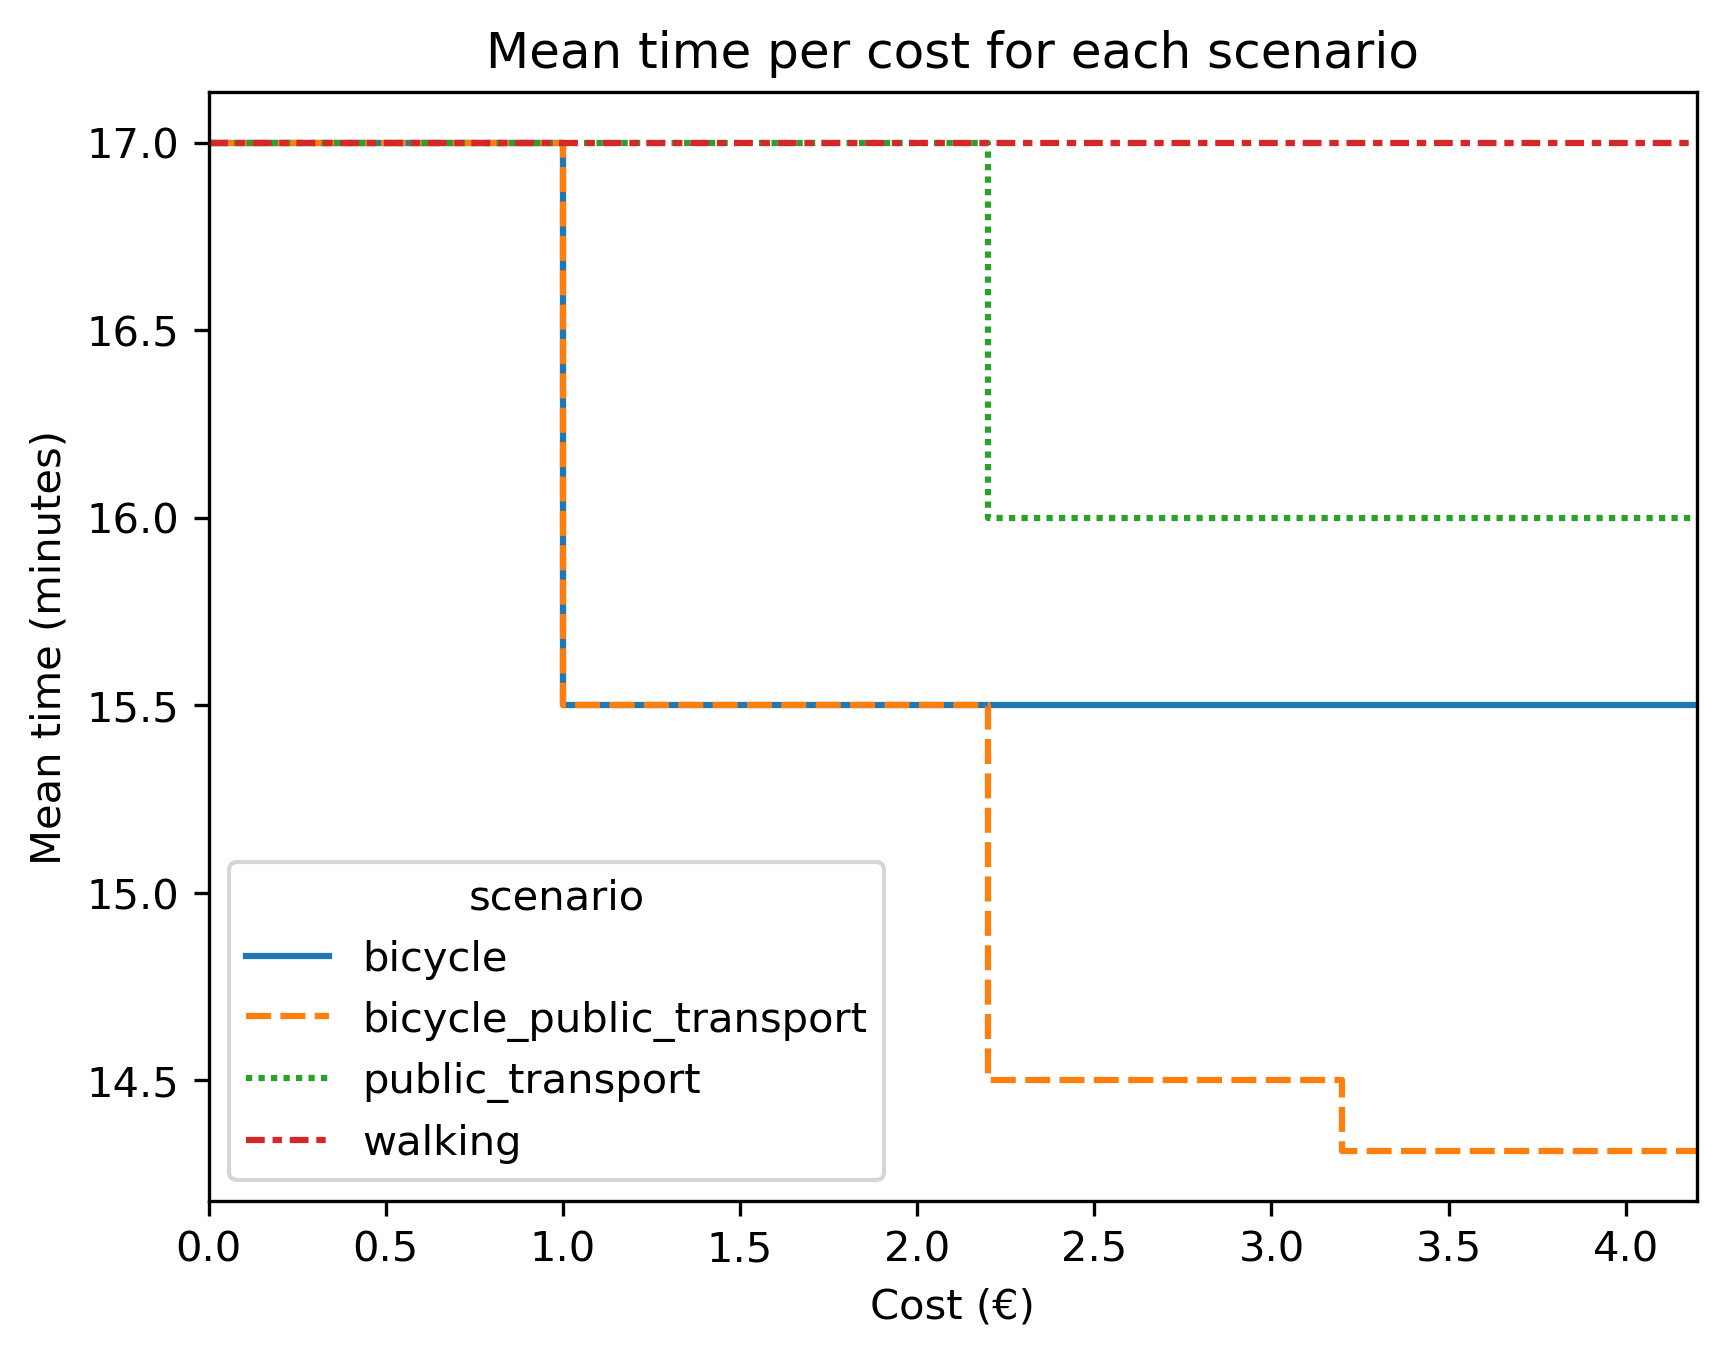 Mean time per cost for each scenario
17.0
16.5
16.0
15.5
15.0
14.5
Mean time (minutes)
scenario
bicycle
bicycle_public_transport
public_transport
walking
0.0 0.5 1.0 1.5 2.0 2.5 3.0 3.5 4.0
Cost (€)